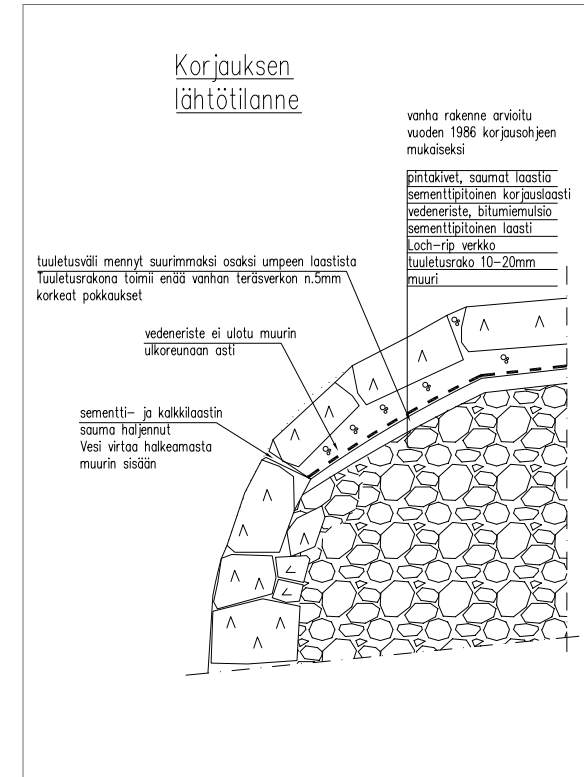 Korjauksen
lähtötilanne
vanha rakenne arvioitu
vuoden 1986 korjausohjeen
mukaiseksi
pintakivet, saumat laastia
sementtipitoinen korjauslaasti
vedeneriste, bitumiemulsio
sementtipitoinen laasti
Loch-rip verkko
tuuletusrako 10-20mm
muuri
tuuletusväli mennyt suurimmaksi osaksi umpeen laastista
Tuuletusrakona toimii enää vanhan teräsverkon n.5mm
korkeat pokkaukset
vedeneriste ei ulotu muurin
ulkoreunaan asti
sementti- ja kalkkilaastin
sauma haljennut
Vesi virtaa halkeamasta
muurin sisään